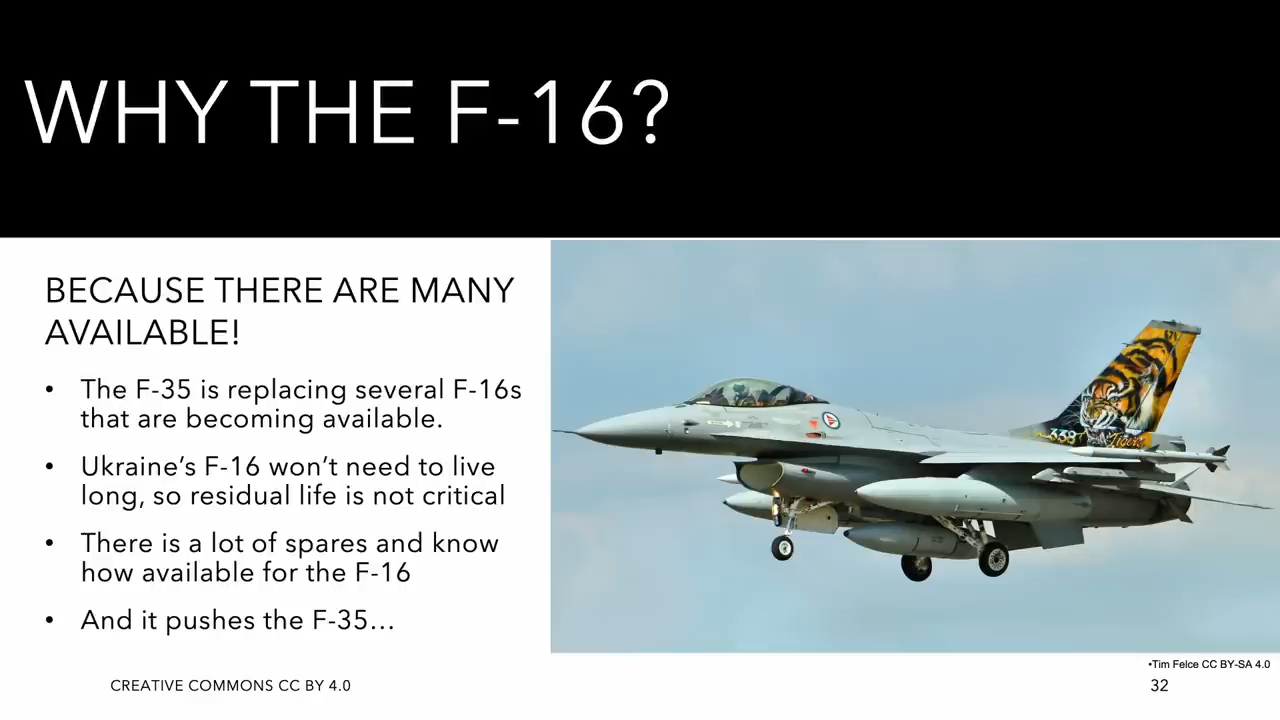 WHY THE F-16?
BECAUSE THERE ARE MANY
AVAILABLE!
• The F-35 is replacing several F-16s
that are becoming available.
• Ukraine’s F-16 won’t need to live
long, so residual life is not critical
• There is a lot of spares and know
how available for the F-16
• And it pushes the F-35…
671
338
Tigers
•Tim Felce CC BY-SA 4.0
CREATIVE COMMONS CC BY 4.0
32